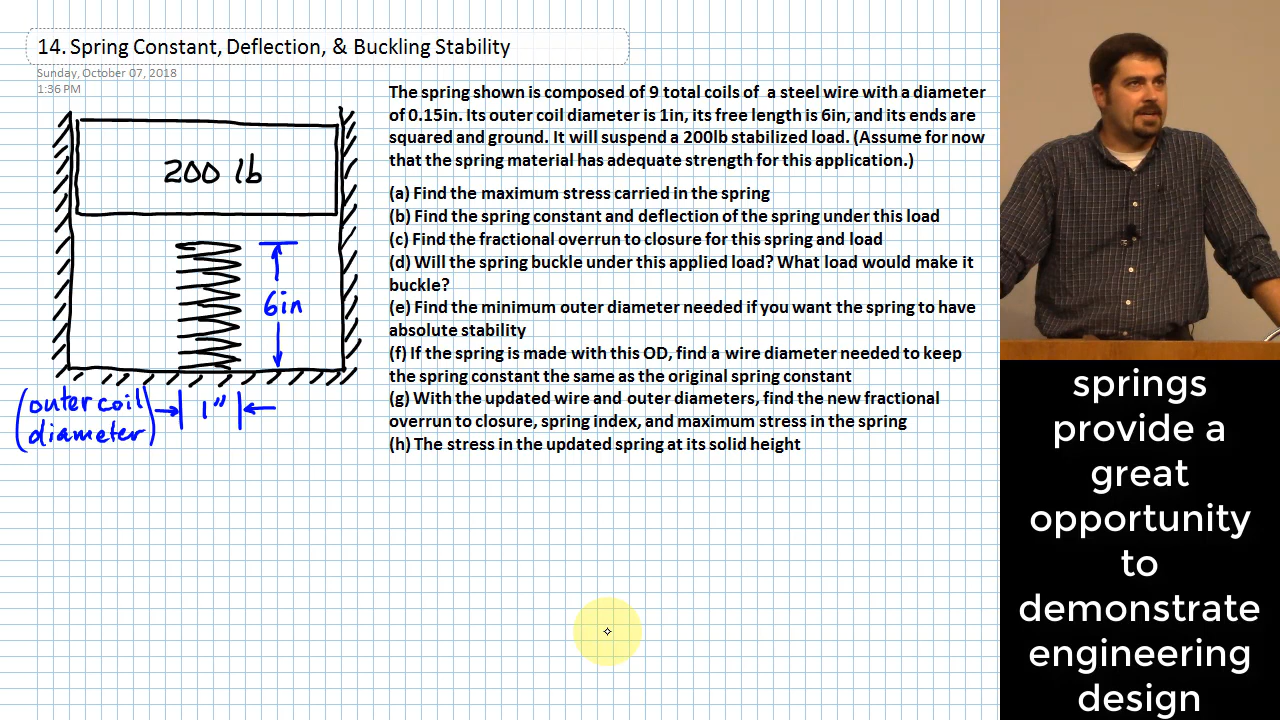 14. Spring Constant, Deflection, & Buckling Stability
Sunday, October 07, 2018
1:36 PM
The spring shown is composed of 9 total coils of a steel wire with a diameter
of 0.15in. Its outer coil diameter is 1in, its free length is 6in, and its ends are
squared and ground. It will suspend a 200lb stabilized load. (Assume for now
that the spring material has adequate strength for this application.)
(a) Find the maximum stress carried in the spring
(b) Find the spring constant and deflection of the spring under this load
(c) Find the fractional overrun to closure for this spring and load
(d) Will the spring buckle under this applied load? What load would make it
buckle?
(e) Find the minimum outer diameter needed if you want the spring to have
absolute stability
(f) If the spring is made with this OD, find a wire diameter needed to keep
the spring constant the same as the original spring constant
(g) With the updated wire and outer diameters, find the new fractional
overrun to closure, spring index, and maximum stress in the spring
(h) The stress in the updated spring at its solid height
200 lb
6in
(outer coil
diameter)
1"
springs
provide a
great
opportunity
to
demonstrate
engineering
design